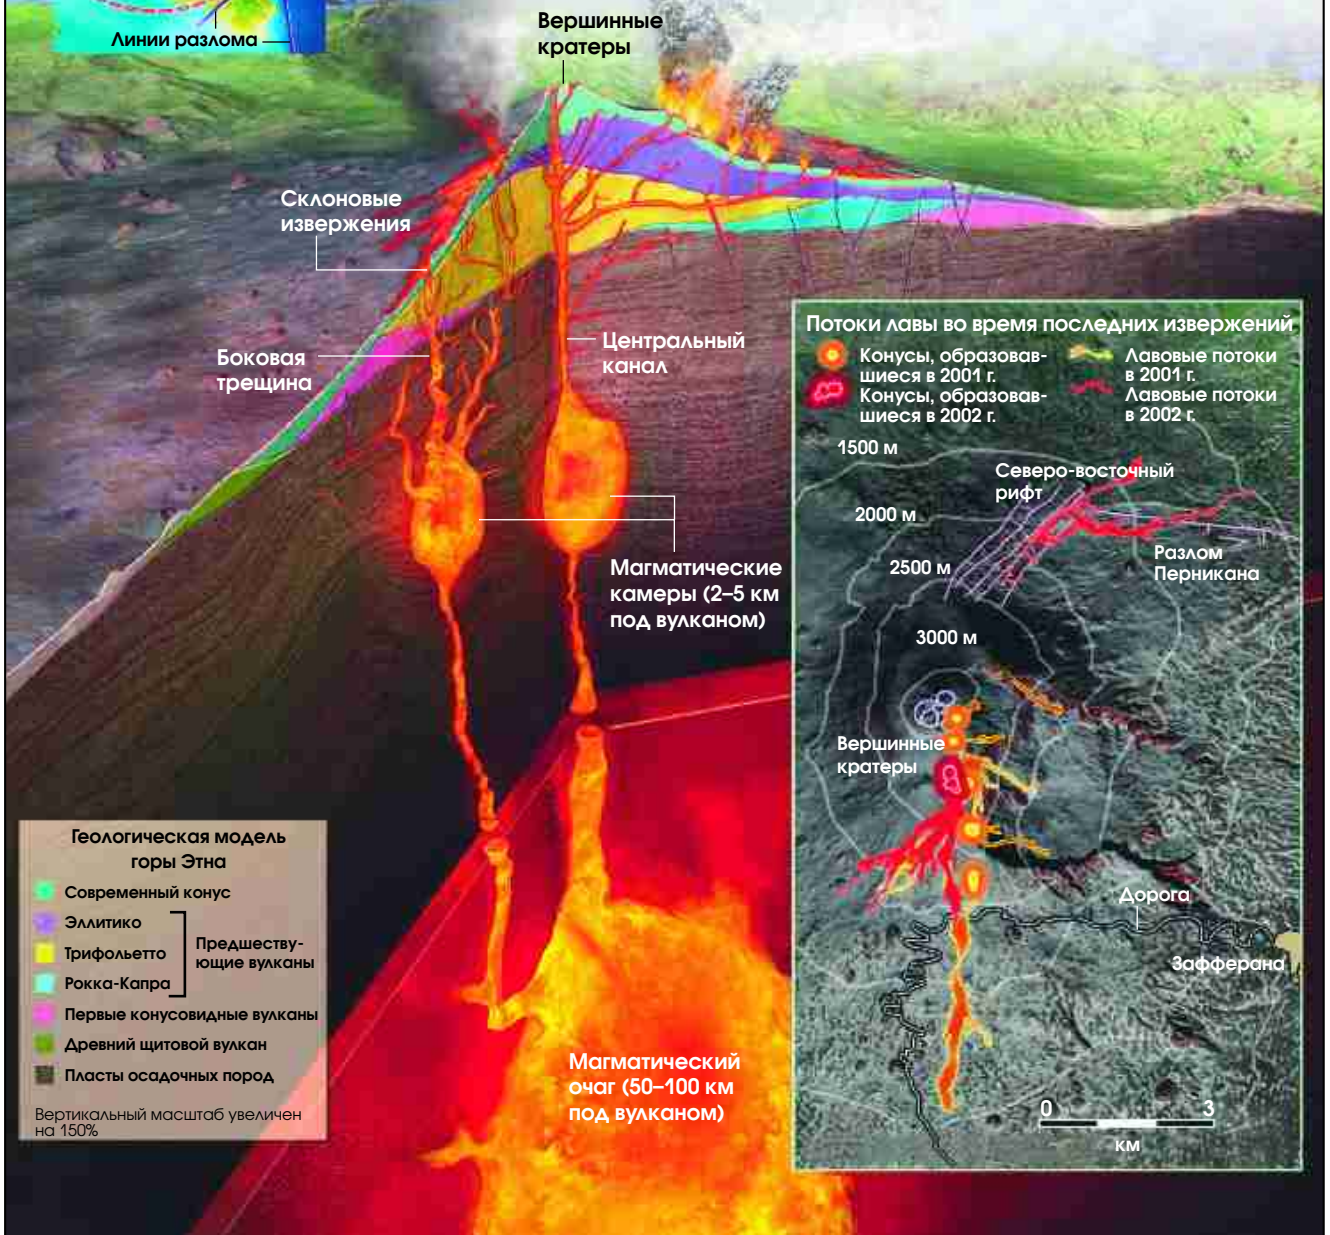 Линии разлома
Вершинные
кратеры
Склоновые
извержения
Боковая
трещина
Центральный
канал
Магматические
камеры (2–5 км
под вулканом)
Магматический
очаг (50–100 км
под вулканом)
Геологическая модель
горы Этна
Современный конус
Эллитико
Трифольетто
Рокка-Капра
Предшеству-
ющие вулканы
Первые конусовидные вулканы
Древний щитовой вулкан
Пласты осадочных пород
Вертикальный масштаб увеличен
на 150%
Потоки лавы во время последних извержений
Конусы, образовав-
шиеся в 2001 г.
Конусы, образовав-
шиеся в 2002 г.
Лавовые потоки
в 2001 г.
Лавовые потоки
в 2002 г.
1500 м
Северо-восточный
рифт
2000 м
2500 м
Разлом
Перникана
3000 м
Вершинные
кратеры
Дорога
Зафферана
0 3
км